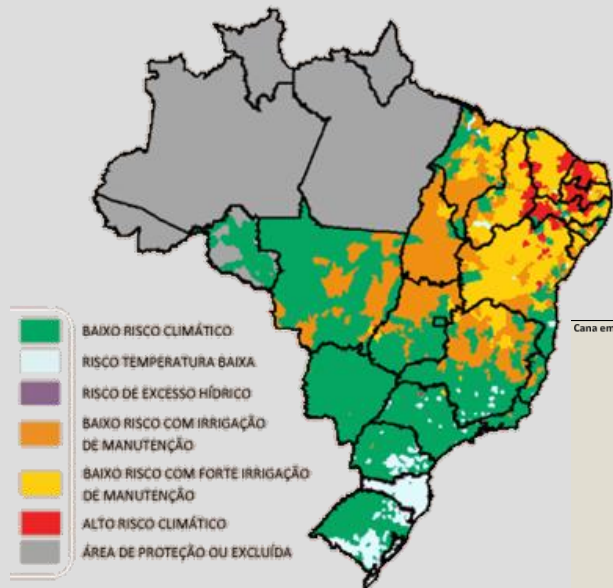 BAIXO RISCO CLIMÁTICO
RISCO TEMPERATURA BAIXA
RISCO DE EXCESSO HÍDRICO
BAIXO RISCO COM IRRIGAÇÃO
DE MANUTENÇÃO
BAIXO RISCO COM FORTE IRRIGAÇÃO
DE MANUTENÇÃO
ALTO RISCO CLIMÁTICO
ÁREA DE PROTEÇÃO OU EXCLUÍDA
Cana em